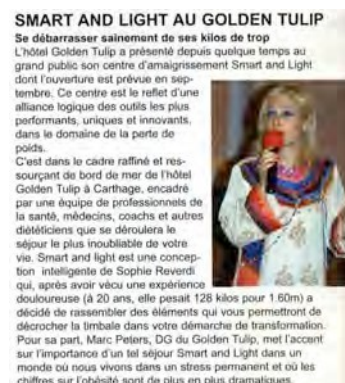 SMART AND LIGHT AU GOLDEN TULIP
Se débarrasser sainement de ses kilos de trop
L'hôtel Golden Tulip a présenté depuis quelque temps au
grand public son centre d'amaigrissement Smart and Light
dont l'ouverture est prévue en sep-
tembre. Ce centre est le reflet d'une
alliance logique des outils les plus
performants, uniques et innovants,
dans le domaine de la perte de
poids.
C'est dans le cadre raffiné et res-
sourçant de bord de mer de l'hôtel
Golden Tulip à Carthage, encadré
par une équipe de professionnels de
la santé, médecins, coachs et autres
diététiciens que se déroulera le
séjour le plus inoubliable de votre
vie. Smart and light est une concep-
tion intelligente de Sophie Reverdi
qui, après avoir vécu une expérience
douloureuse (à 20 ans, elle pesait 128 kilos pour 1.60m) a
décidé de rassembler des éléments qui vous permettront de
décrocher la timbale dans votre démarche de transformation.
Pour sa part, Marc Peters, DG du Golden Tulip, met l'accent
sur l'importance d'un tel séjour Smart and Light dans un
monde où nous vivons dans un stress permanent et où les
chiffres sur l'obésité sont de plus en plus dramatiques.